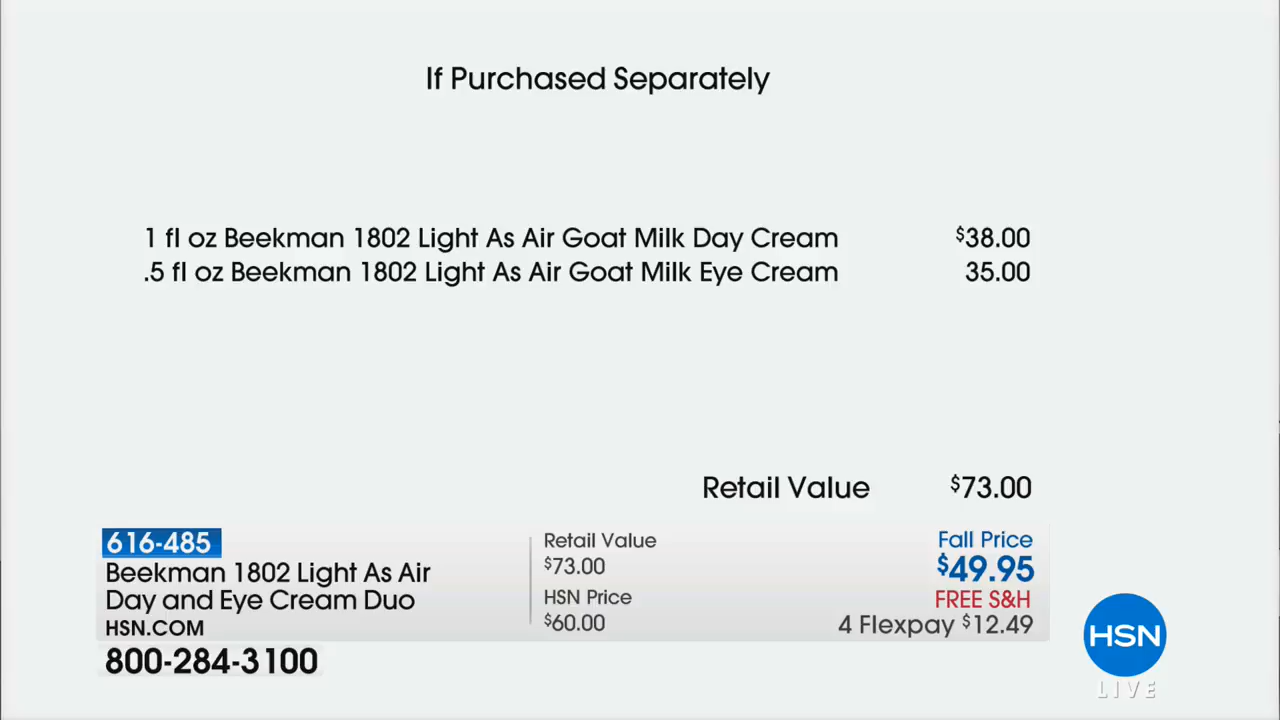 If Purchased Separately
1 fl oz Beekman 1802 Light As Air Goat Milk Day Cream $38.00
.5 fl oz Beekman 1802 Light As Air Goat Milk Eye Cream 35.00
Retail Value $73.00
616-485
Beekman 1802 Light As Air
Day and Eye Cream Duo
HSN.COM
800-284-3100
Retail Value
$73.00
HSN Price
$60.00
Fall Price
$49.95
FREE S&H
4 Flexpay $12.49
HSN
LIVE